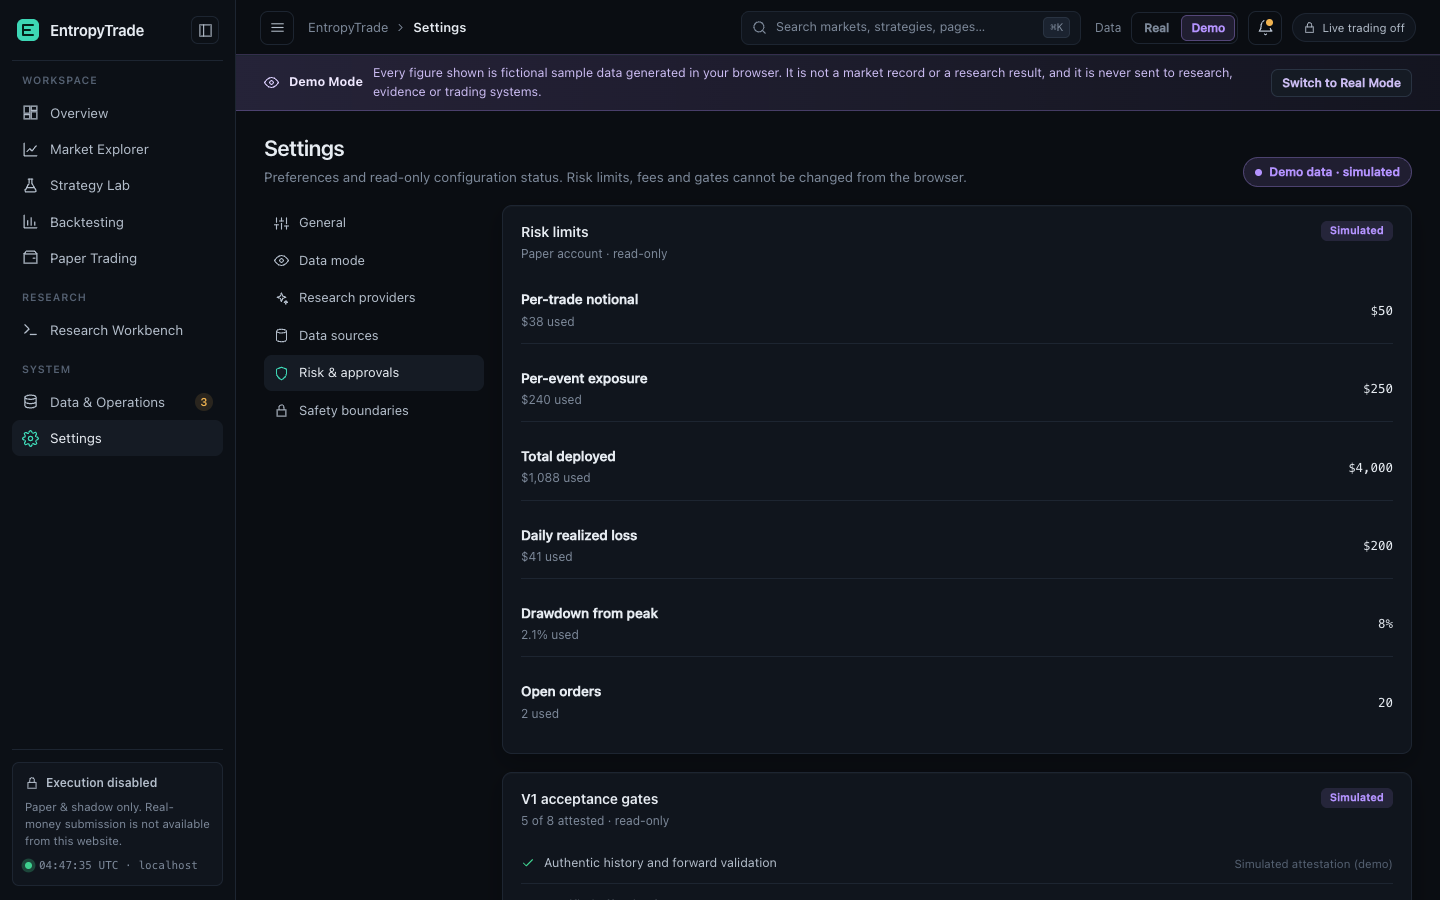 EntropyTrade
WORKSPACE
Overview
Market Explorer
Strategy Lab
Backtesting
Paper Trading
RESEARCH
Research Workbench
SYSTEM
Data & Operations 3
Settings
Execution disabled
Paper & shadow only. Real-
money submission is not available
from this website.
04:47:35 UTC · localhost
EntropyTrade › Settings
Search markets, strategies, pages... ⌘K
Data Real Demo
Live trading off
Demo Mode
Every figure shown is fictional sample data generated in your browser. It is not a market record or a research result, and it is never sent to research,
evidence or trading systems.
Switch to Real Mode
Settings
Preferences and read-only configuration status. Risk limits, fees and gates cannot be changed from the browser.
Demo data · simulated
General
Data mode
Research providers
Data sources
Risk & approvals
Safety boundaries
Risk limits
Simulated
Paper account · read-only
Per-trade notional
$38 used
$50
Per-event exposure
$240 used
$250
Total deployed
$1,088 used
$4,000
Daily realized loss
$41 used
$200
Drawdown from peak
2.1% used
8%
Open orders
2 used
20
V1 acceptance gates
Simulated
5 of 8 attested · read-only
Authentic history and forward validation
Simulated attestation (demo)